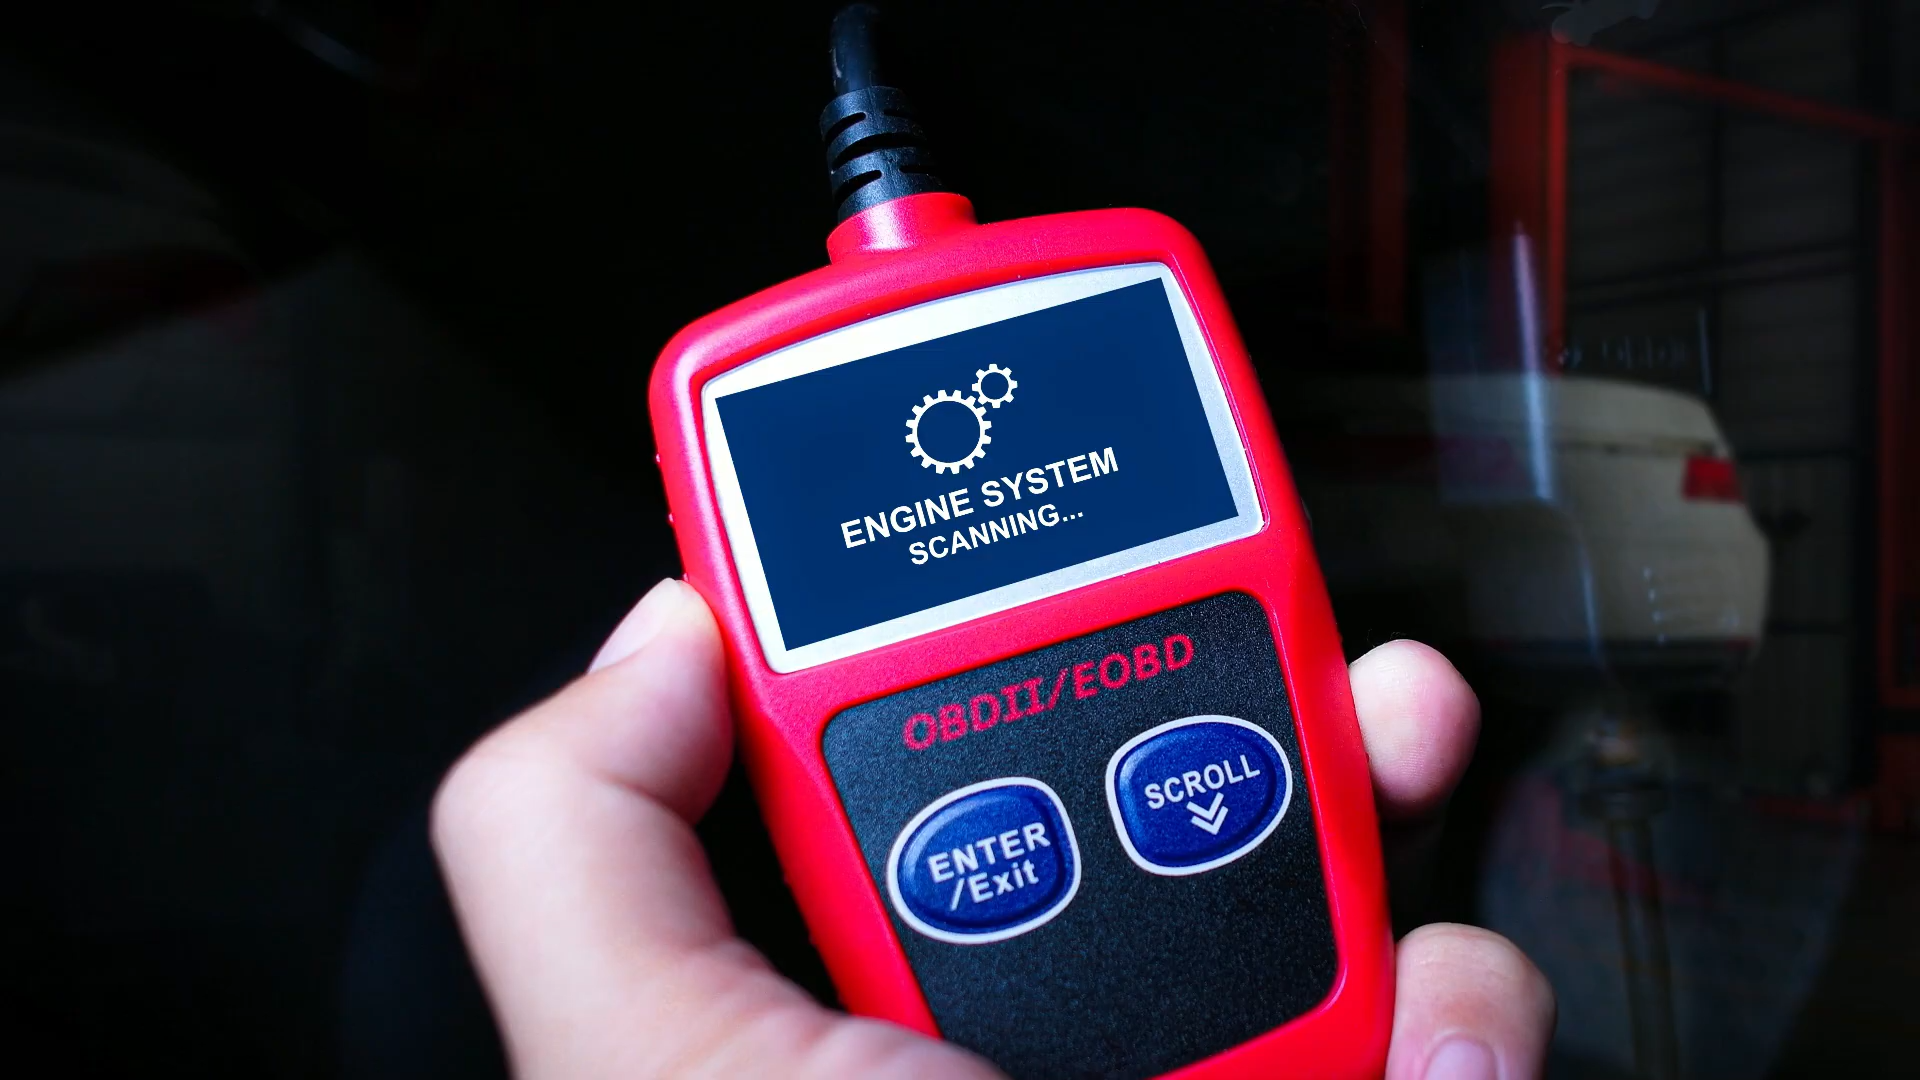 ENGINE SYSTEM
SCANNING...
OBDII/EOBD
ENTER
/Exit
SCROLL